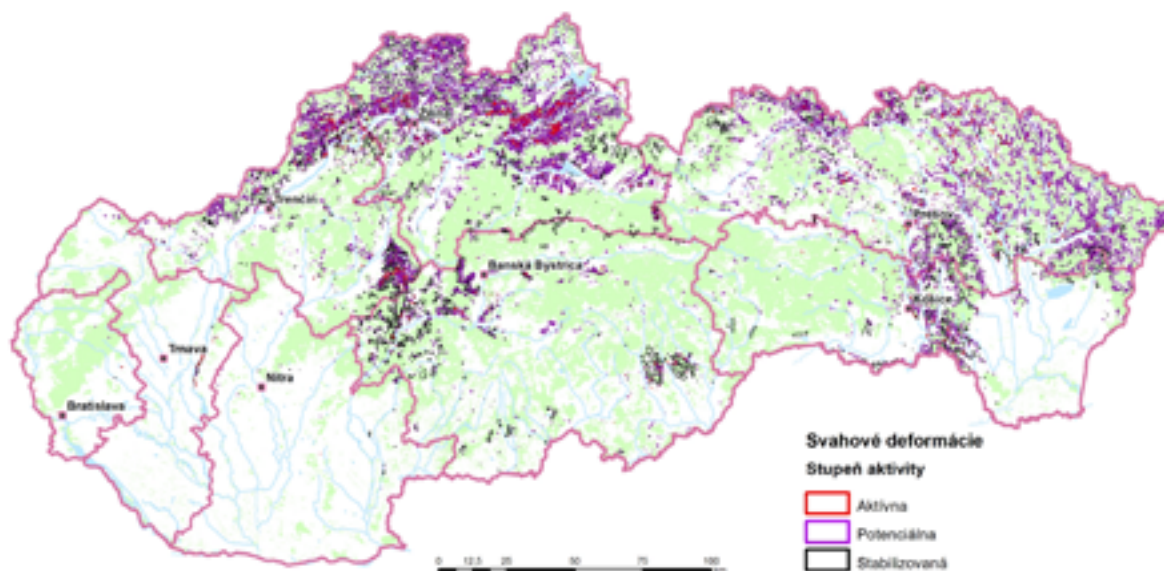 Trenčín
Prešov
Banská Bystrica
Košice
Trnava
Nitra
Bratislava
Svahové deformácie
Stupeň aktivity
Aktívna
Potenciálna
Stabilizovaná
0 12,5 25 50 75 100